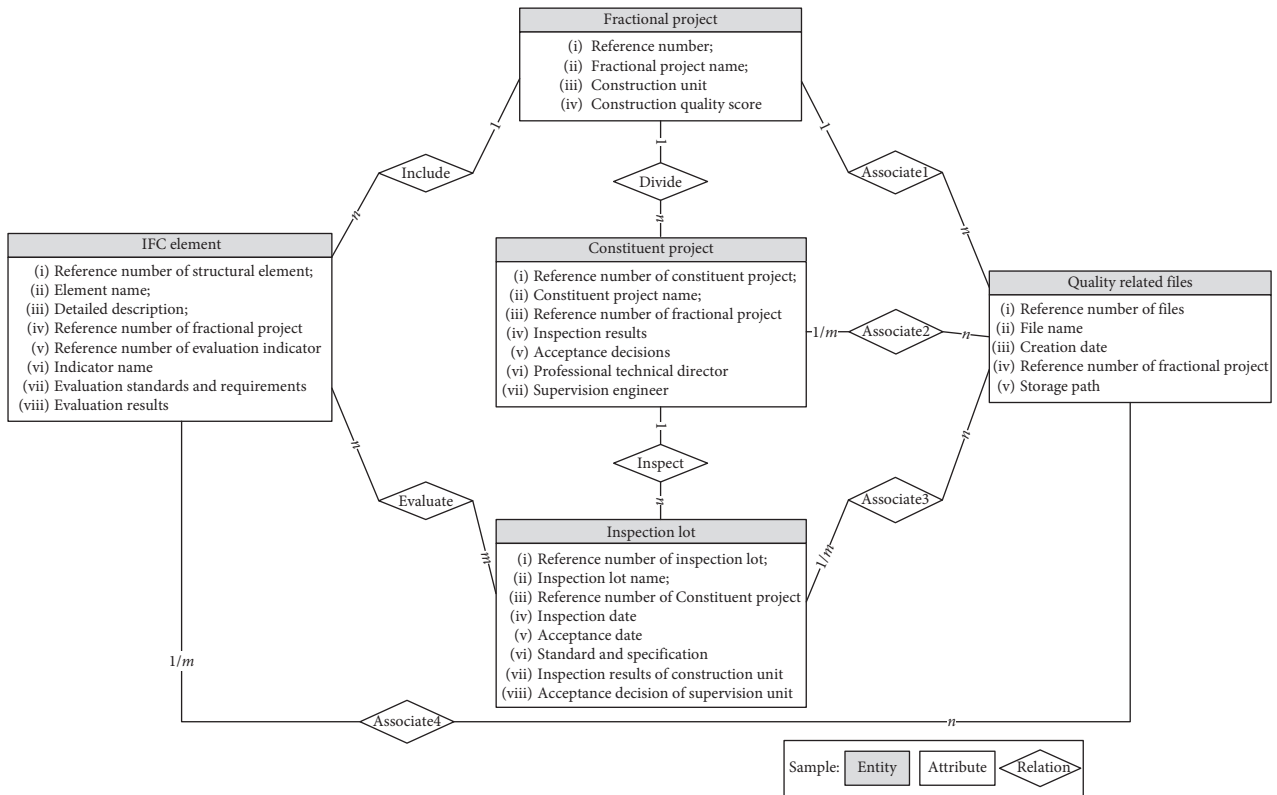 Fractional project
(i) Reference number;
(ii) Fractional project name;
(iii) Construction unit
(iv) Construction quality score
1
1
1
Include
Divide
Associate1
n
n
n
IFC element
(i) Reference number of structural element;
(ii) Element name;
(iii) Detailed description;
(iv) Reference number of fractional project
(v) Reference number of evaluation indicator
(vi) Indicator name
(vii) Evaluation standards and requirements
(viii) Evaluation results
Constituent project
(i) Reference number of constituent project;
(ii) Constituent project name;
(iii) Reference number of fractional project
(iv) Inspection results
(v) Acceptance decisions
(vi) Professional technical director
(vii) Supervision engineer
1/m
Associate2
n
Quality related files
(i) Reference number of files
(ii) File name
(iii) Creation date
(iv) Reference number of fractional project
(v) Storage path
n
1
n
Evaluate
Inspect
Associate3
m
n
1/m
Inspection lot
(i) Reference number of inspection lot;
(ii) Inspection lot name;
(iii) Reference number of Constituent project
(iv) Inspection date
(v) Acceptance date
(vi) Standard and specification
(vii) Inspection results of construction unit
(viii) Acceptance decision of supervision unit
1/m
Associate4
n
Sample:
Entity
Attribute
Relation